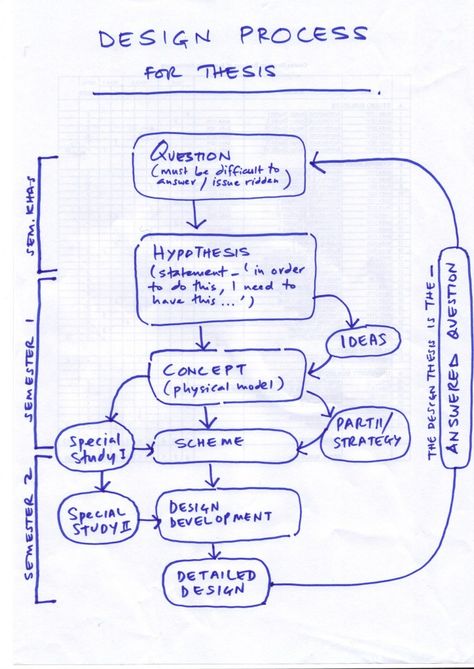 DESIGN PROCESS
FOR THESIS
QUESTION
(must be difficult to
answer / issue ridden)
SEM. KHAS
HYPOTHESIS
(statement - 'in order
to do this, I need to
have this ...')
IDEAS
SEMESTER 1
CONCEPT
(physical model)
PARTII/
STRATEGY
Special
Study I
SCHEME
SEMESTER 2
SPECIAL
STUDY II
DESIGN
DEVELOPMENT
DETAILED
DESIGN
THE DESIGN THESIS IS THE —
ANSWERED QUESTION